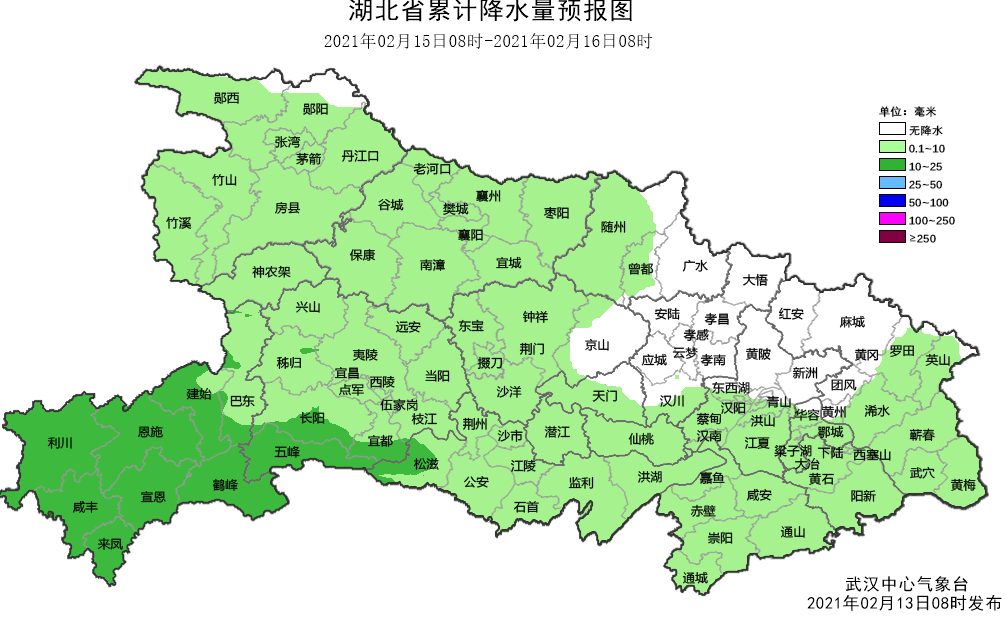 湖北省累计降水量预报图
2021年02月15日08时-2021年02月16日08时
单位：毫米
无降水
0.1~10
10~25
25~50
50~100
100~250
≥250
郧西
郧阳
张湾
茅箭
丹江口
老河口
竹山
房县
谷城
襄州
樊城
枣阳
竹溪
襄阳
随州
保康
南漳
宜城
曾都
广水
神农架
大悟
兴山
远安
东宝
钟祥
安陆
孝昌
红安
麻城
孝感
京山
荆门
云梦
应城
孝南
黄陂
黄冈
罗田
英山
秭归
夷陵
宜昌
掇刀
新洲
点军
西陵
当阳
沙洋
团风
建始
巴东
天门
汉川
东西湖
青山
伍家岗
汉阳
华容
黄州
浠水
长阳
枝江
荆州
蔡甸
洪山
恩施
利川
宜都
沙市
潜江
仙桃
汉南
江夏
鄂城
蕲春
五峰
梁子湖
下陆
西塞山
松滋
江陵
大冶
鹤峰
公安
监利
洪湖
嘉鱼
黄石
武穴
黄梅
宣恩
咸丰
石首
赤壁
咸安
阳新
来凤
崇阳
通山
通城
武汉中心气象台
2021年02月13日08时发布